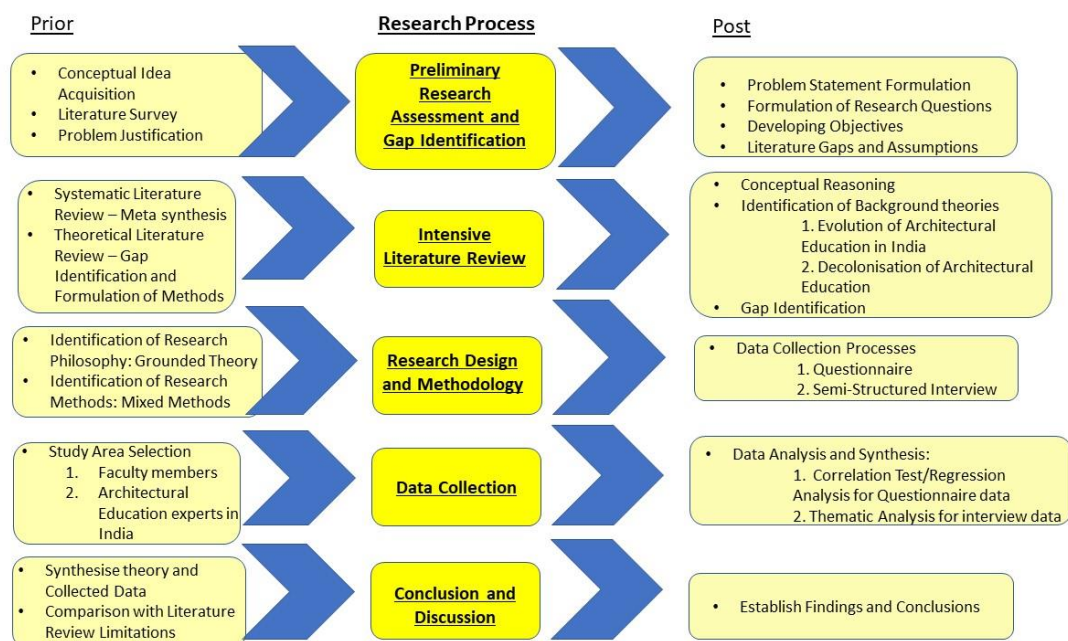 Prior
Research Process
Post
• Conceptual Idea
Acquisition
• Literature Survey
• Problem Justification
Preliminary
Research
Assessment and
Gap Identification
• Problem Statement Formulation
• Formulation of Research Questions
• Developing Objectives
• Literature Gaps and Assumptions
• Systematic Literature
Review – Meta synthesis
• Theoretical Literature
Review – Gap
Identification and
Formulation of Methods
Intensive
Literature Review
• Conceptual Reasoning
• Identification of Background theories
1. Evolution of Architectural
Education in India
2. Decolonisation of Architectural
Education
• Gap Identification
• Identification of Research
Philosophy: Grounded Theory
• Identification of Research
Methods: Mixed Methods
Research Design
and Methodology
• Data Collection Processes
1. Questionnaire
2. Semi-Structured Interview
• Study Area Selection
1. Faculty members
2. Architectural
Education experts in
India
Data Collection
• Data Analysis and Synthesis:
1. Correlation Test/Regression
Analysis for Questionnaire data
2. Thematic Analysis for interview data
• Synthesise theory and
Collected Data
• Comparison with Literature
Review Limitations
Conclusion and
Discussion
• Establish Findings and Conclusions